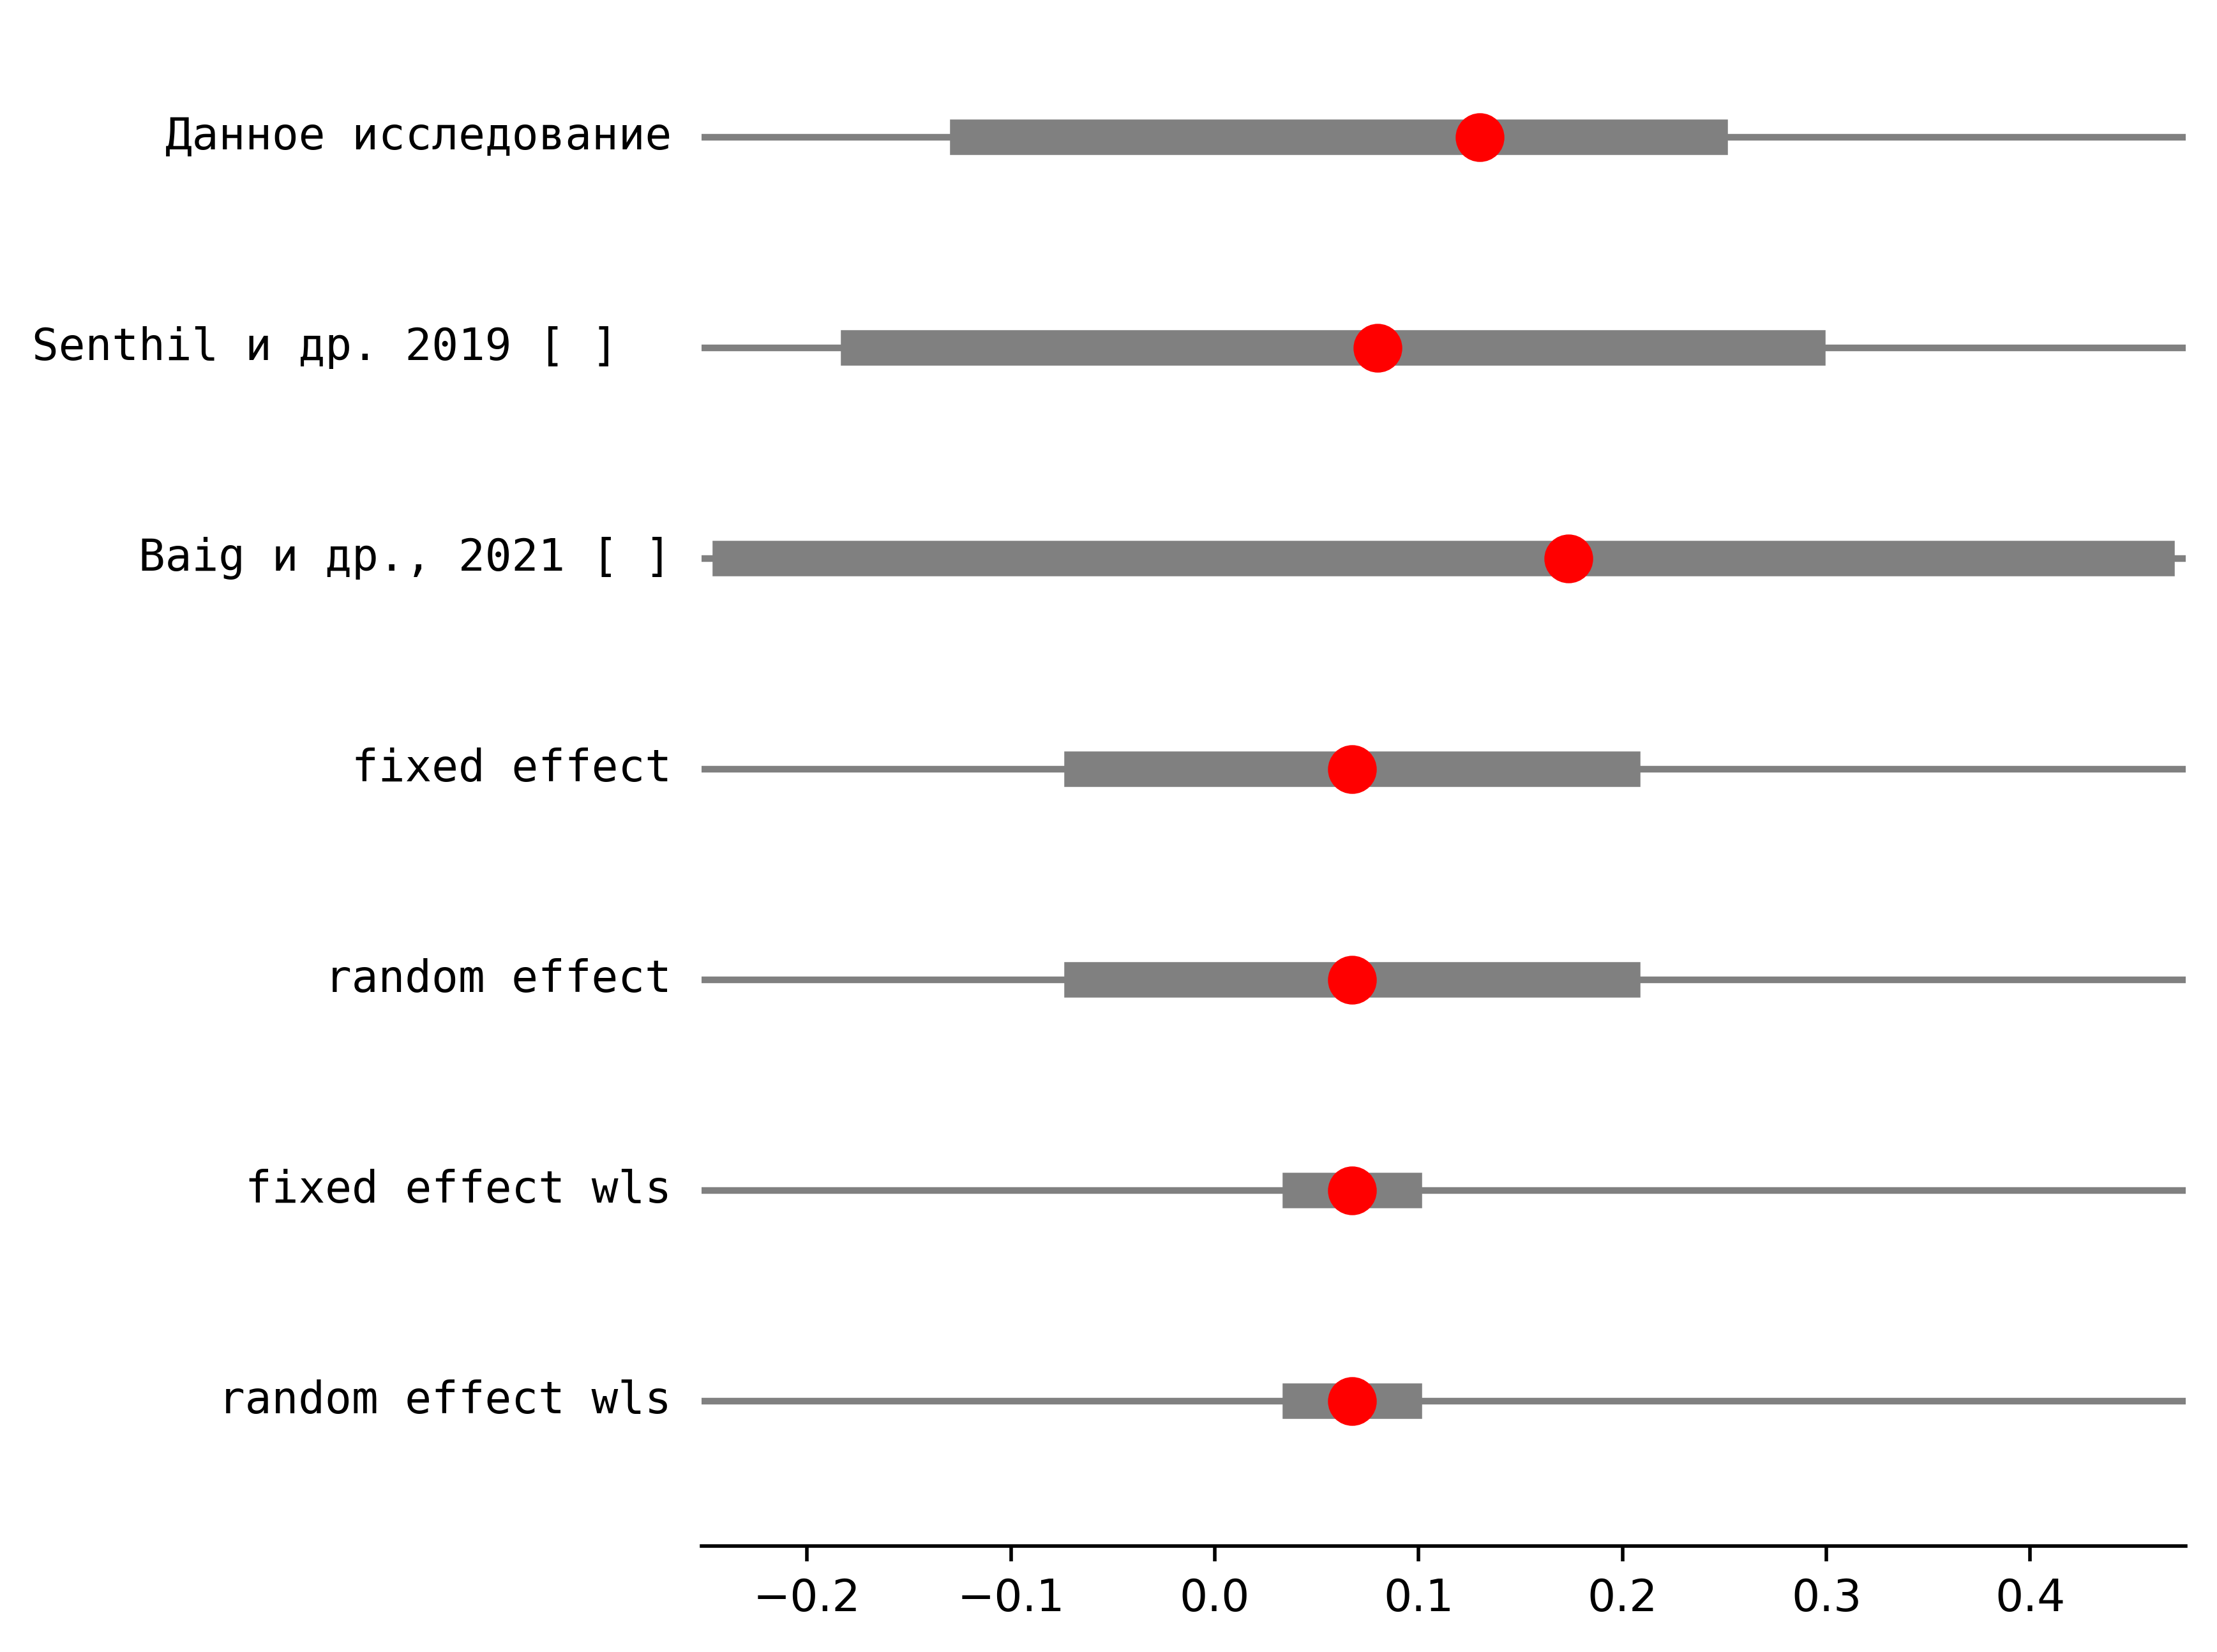 Данное исследование
Senthil и др. 2019 [ ]
Baig и др., 2021 [ ]
fixed effect
random effect
fixed effect wls
random effect wls
−0.2 −0.1 0.0 0.1 0.2 0.3 0.4